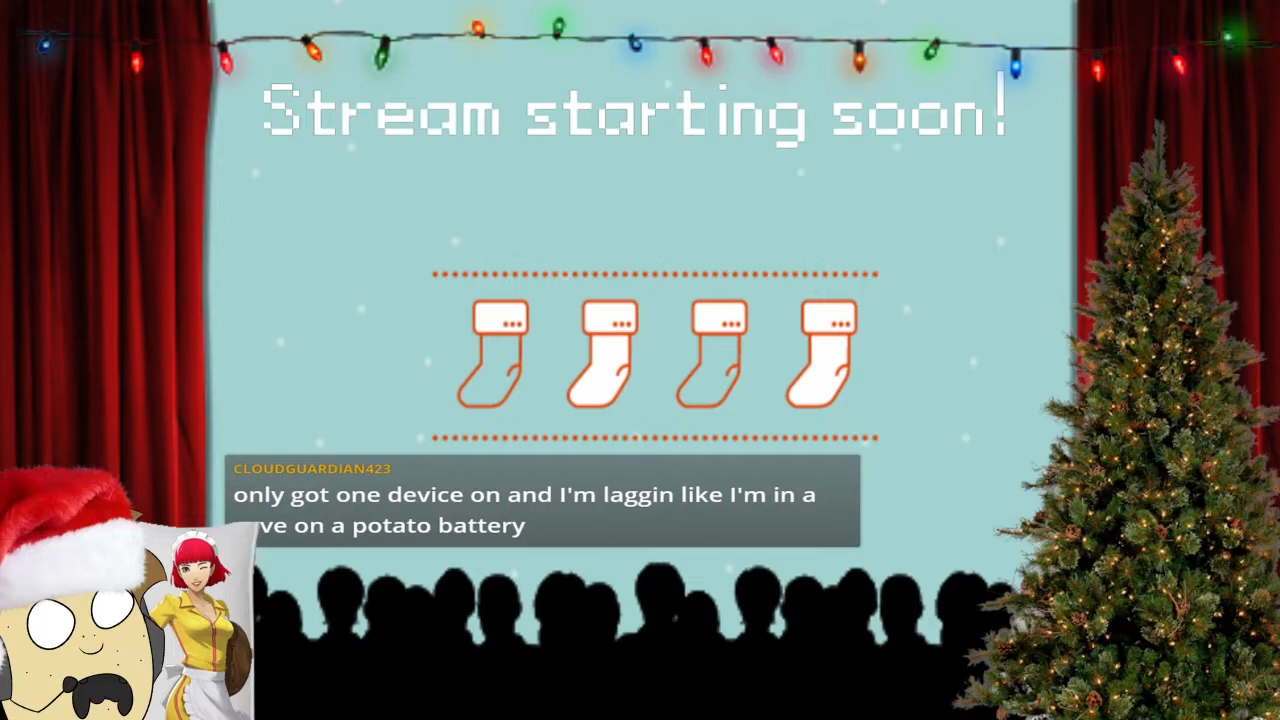 Stream starting soon!
CLOUDGUARDIAN423
only got one device on and I'm laggin like I'm in a
ve on a potato battery